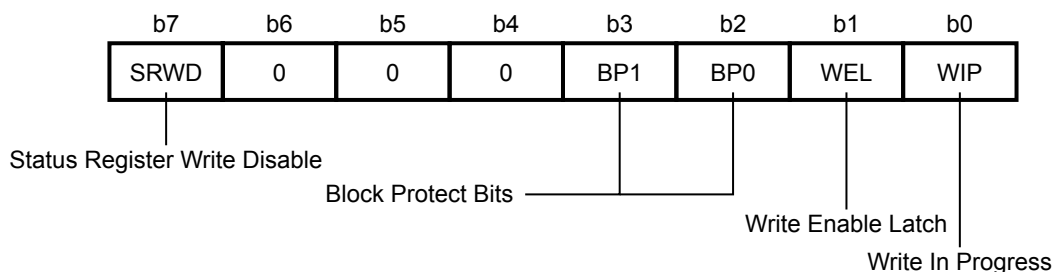 b7 b6 b5 b4 b3 b2 b1 b0
SRWD 0 0 0 BP1 BP0 WEL WIP
Status Register Write Disable
Block Protect Bits
Write Enable Latch
Write In Progress